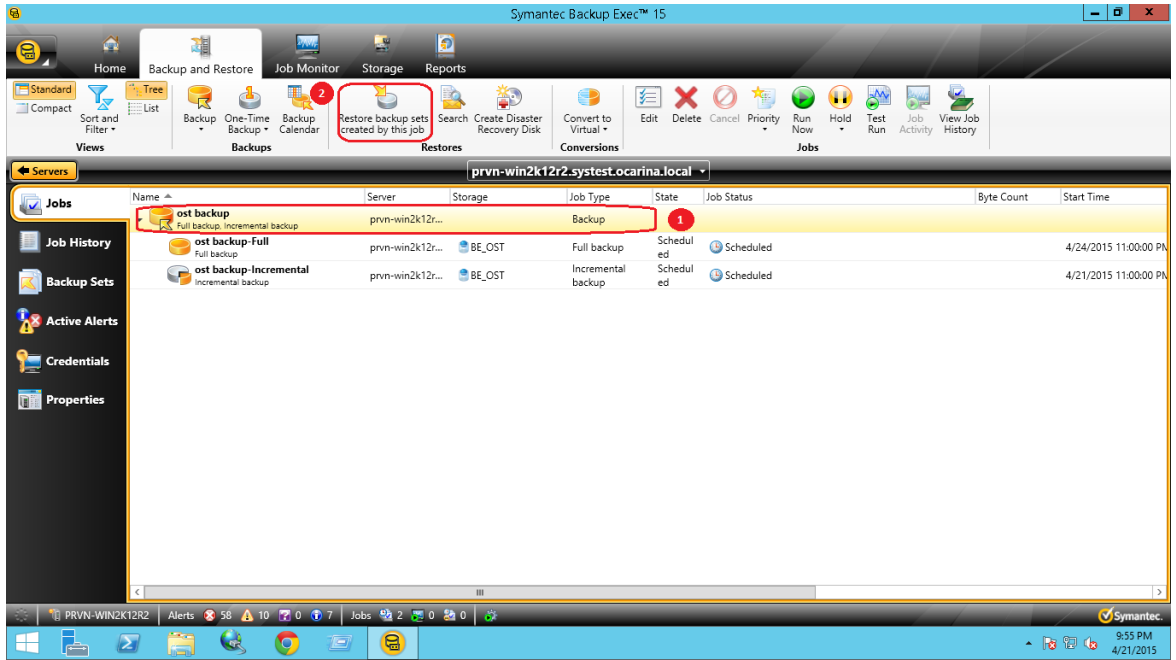 Symantec Backup Exec™ 15
Home
Backup and Restore
Job Monitor
Storage
Reports
Standard
Compact
Sort and Filter
Tree
List
Views
Backup
One-Time Backup
Backup Calendar
Backups
2
Restore backup sets created by this job
Search
Create Disaster Recovery Disk
Restores
Convert to Virtual
Conversions
Edit
Delete
Cancel
Priority
Run Now
Hold
Test Run
Job Activity
View Job History
Jobs
Servers
prvn-win2k12r2.systest.ocarina.local
Jobs
Job History
Backup Sets
Active Alerts
Credentials
Properties
Name Server Storage Job Type State Job Status Byte Count Start Time
ost backup
Full backup, Incremental backup
prvn-win2k12r... Backup
1
ost backup-Full
Full backup
prvn-win2k12r... BE_OST Full backup Scheduled Scheduled 4/24/2015 11:00:00 PM
ost backup-Incremental
Incremental backup
prvn-win2k12r... BE_OST Incremental backup Scheduled Scheduled 4/21/2015 11:00:00 PM
PRVN-WIN2K12R2 Alerts 58 10 0 7 Jobs 2 0 0
Symantec.
9:55 PM
4/21/2015